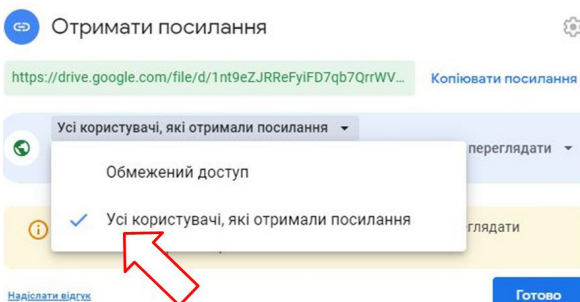 Отримати посилання
https://drive.google.com/file/d/1nt9eZJRReFyiFD7qb7QrrWV...
Копіювати посилання
Усі користувачі, які отримали посилання
переглядати
Обмежений доступ
Усі користувачі, які отримали посилання
глядати
Надіслати відгук
Готово